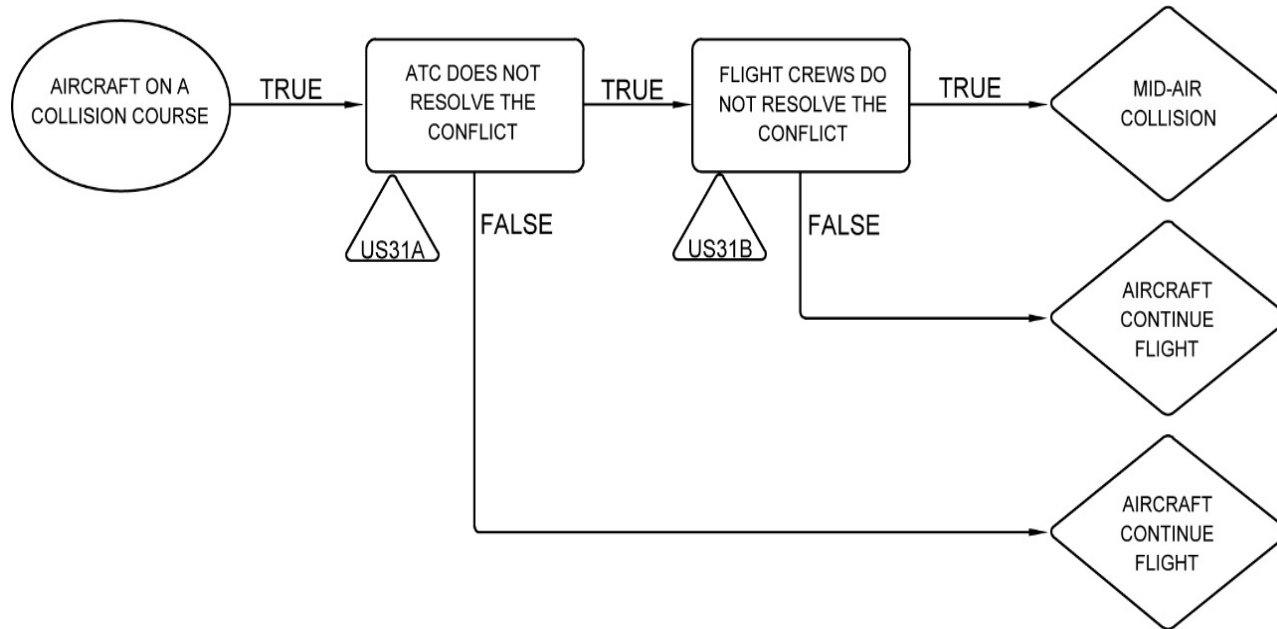 AIRCRAFT ON A
COLLISION COURSE
TRUE
ATC DOES NOT
RESOLVE THE
CONFLICT
TRUE
FLIGHT CREWS DO
NOT RESOLVE THE
CONFLICT
TRUE
MID-AIR
COLLISION
US31A
FALSE
US31B
FALSE
AIRCRAFT
CONTINUE
FLIGHT
AIRCRAFT
CONTINUE
FLIGHT